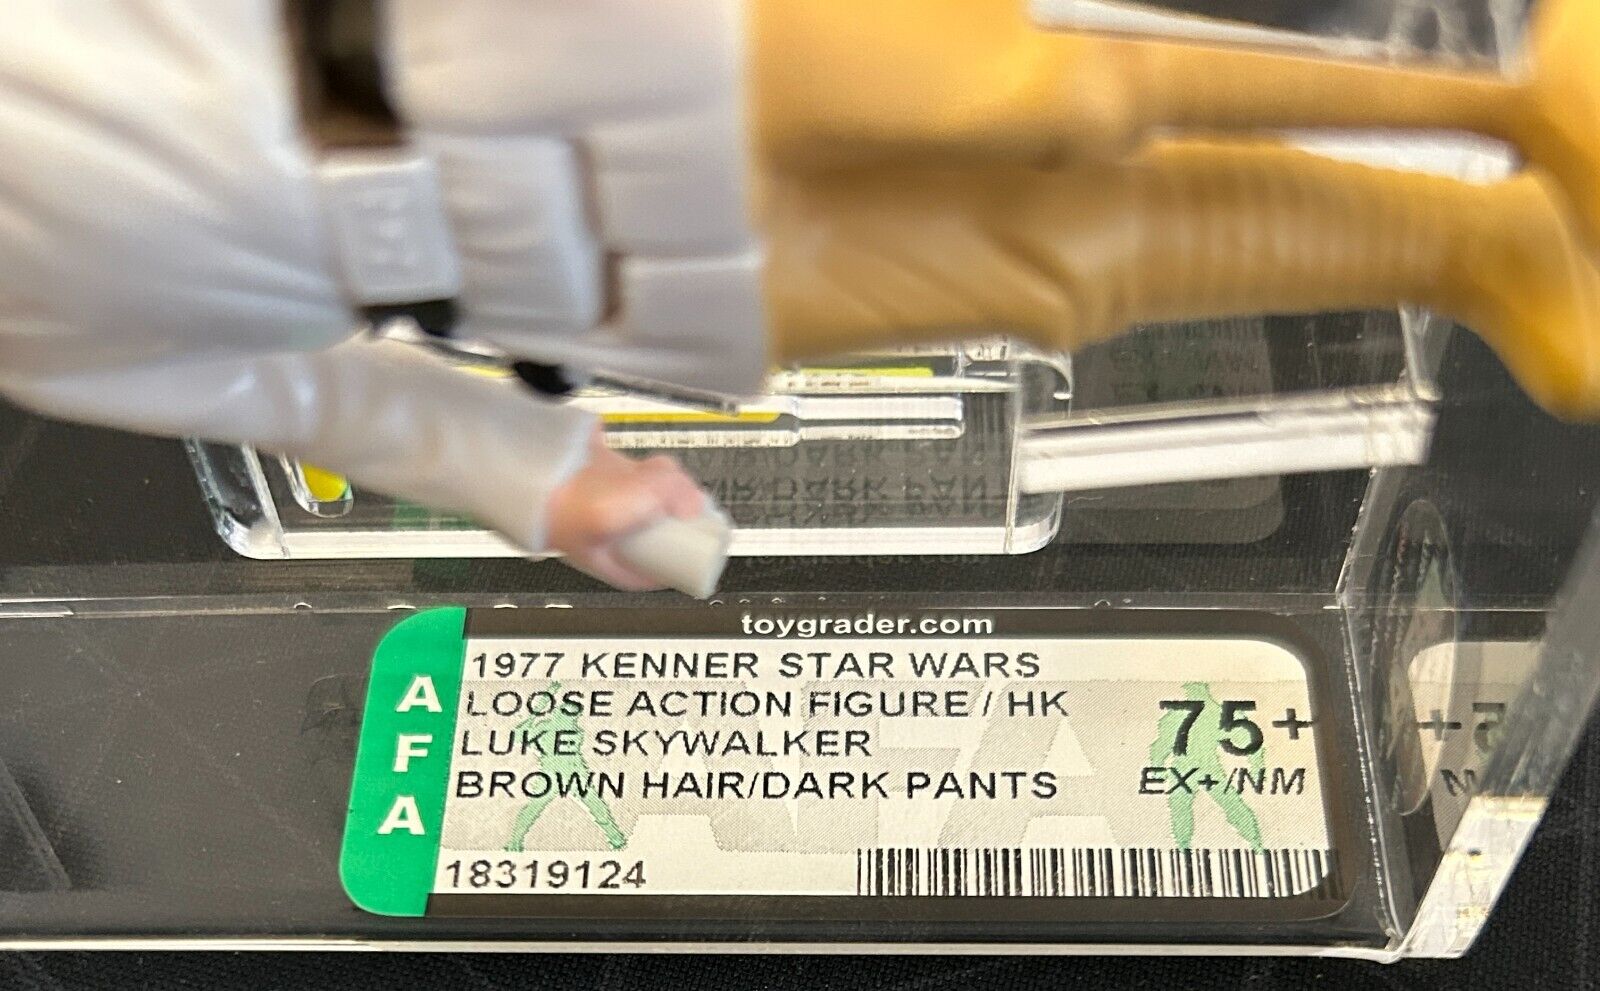 toygrader.com
AFA
1977 KENNER STAR WARS
LOOSE ACTION FIGURE / HK
LUKE SKYWALKER
BROWN HAIR/DARK PANTS
75+
EX+/NM
18319124